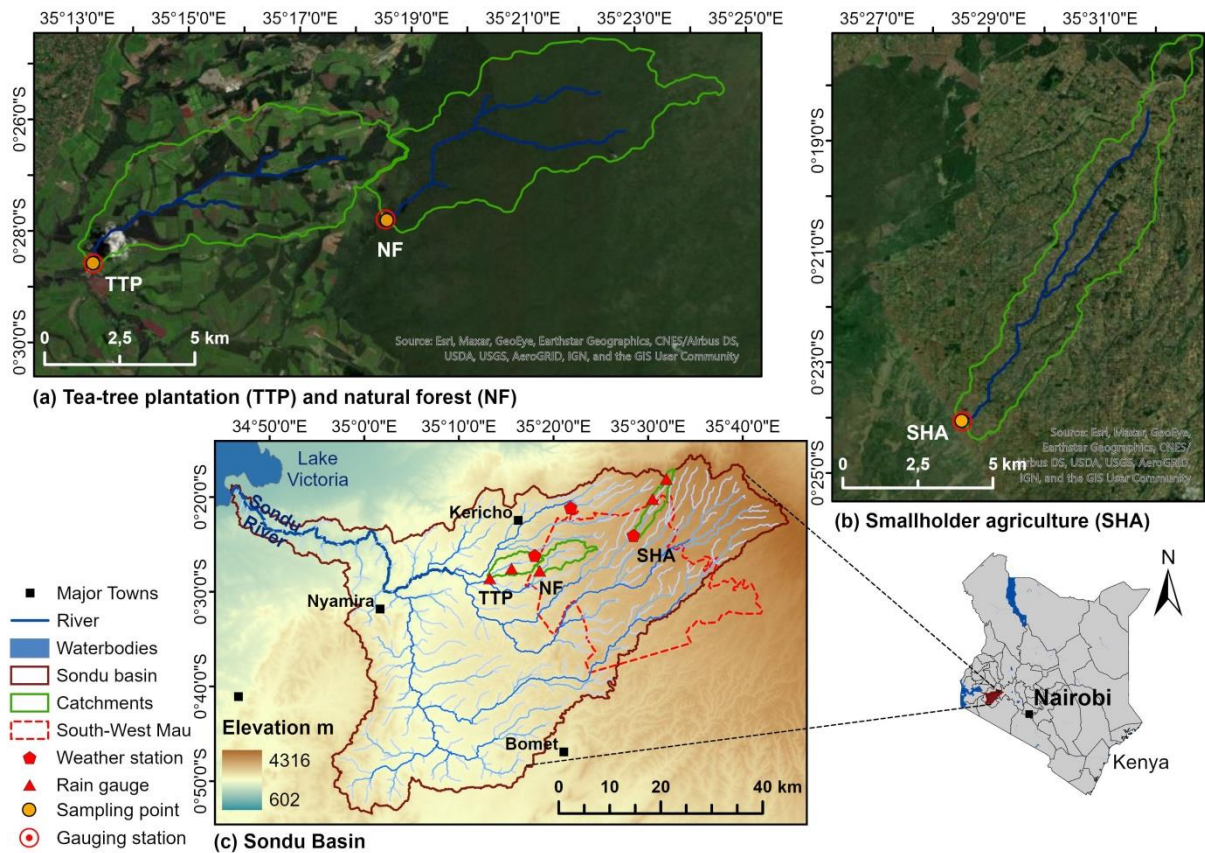 35°13'0"E 35°15'0"E 35°17'0"E 35°19'0"E 35°21'0"E 35°23'0"E 35°25'0"E
0°26'0"S
0°28'0"S
0°30'0"S
TTP
NF
0 2,5 5 km
Source: Esri, Maxar, GeoEye, Earthstar Geographics, CNES/Airbus DS,
USDA, USGS, AeroGRID, IGN, and the GIS User Community
(a) Tea-tree plantation (TTP) and natural forest (NF)
35°27'0"E 35°29'0"E 35°31'0"E
0°19'0"S
0°21'0"S
0°23'0"S
0°25'0"S
SHA
0 2,5 5 km
Source: Esri, Maxar, GeoEye,
Earthstar Geographics, CNES/
Airbus DS, USDA, USGS, AeroGRID,
IGN, and the GIS User Community
(b) Smallholder agriculture (SHA)
34°50'0"E 35°0'0"E 35°10'0"E 35°20'0"E 35°30'0"E 35°40'0"E
0°20'0"S
0°30'0"S
0°40'0"S
0°50'0"S
Lake
Victoria
Sondu
River
Kericho
SHA
TTP
NF
Nyamira
Bomet
Elevation m
4316
602
0 10 20 40 km
(c) Sondu Basin
Major Towns
River
Waterbodies
Sondu basin
Catchments
South-West Mau
Weather station
Rain gauge
Sampling point
Gauging station
N
Nairobi
Kenya